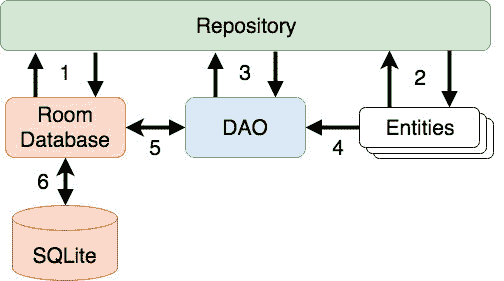 Repository
1
3
2
Room
Database
DAO
Entities
5
4
6
SQLite